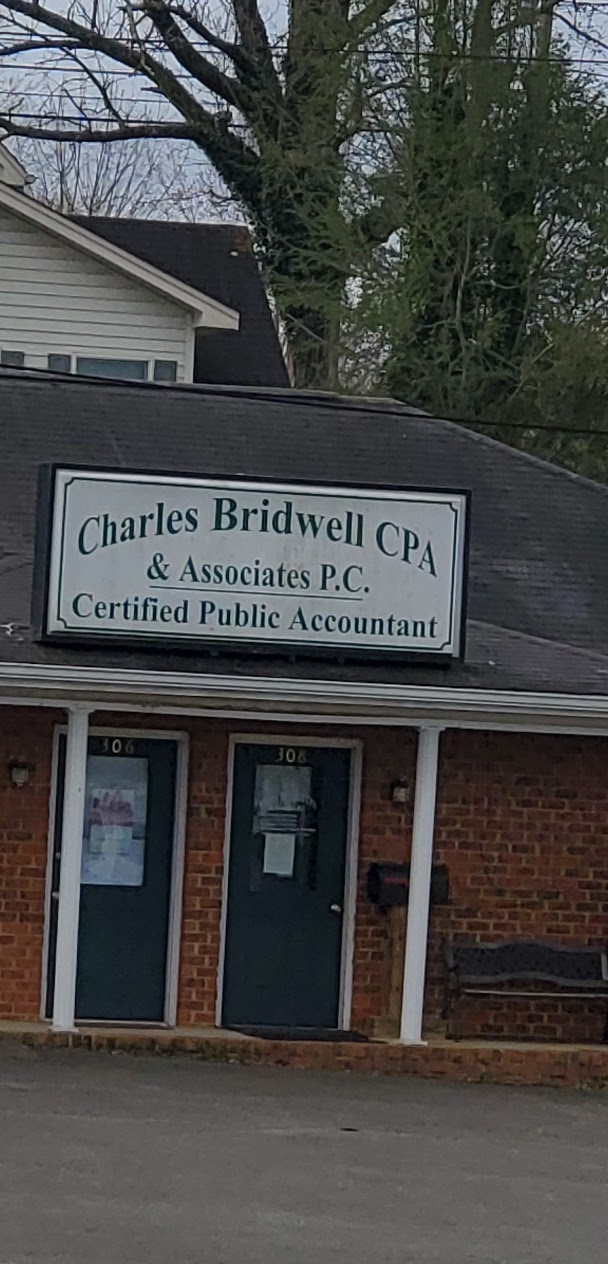 Charles Bridwell CPA
& Associates P.C.
Certified Public Accountant
306
308